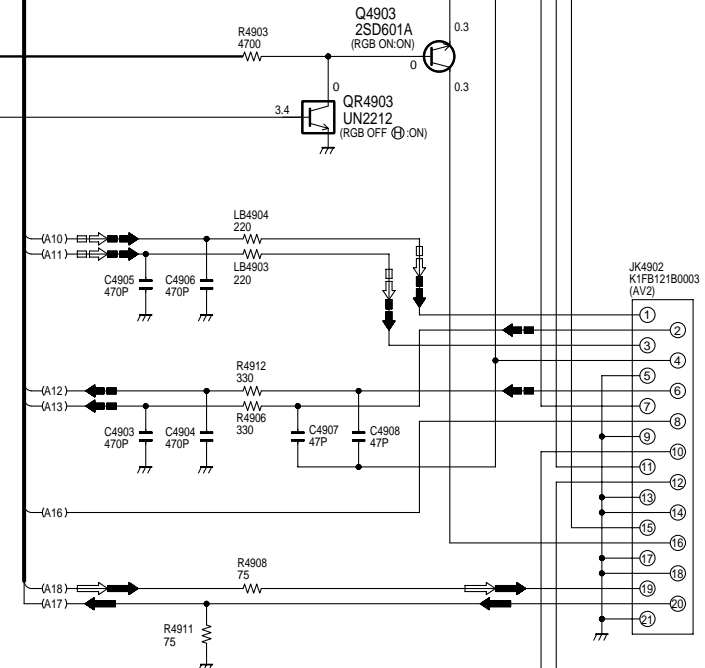 Q4903
2SD601A
(RGB ON:ON)
R4903
4700
0.3
0
0.3
0
3.4
QR4903
UN2212
(RGB OFF Ⓗ:ON)
LB4904
220
(A10)
(A11)
LB4903
220
C4905
470P
C4906
470P
JK4902
K1FB121B0003
(AV2)
1
2
3
4
5
6
7
8
9
10
11
12
13
14
15
16
17
18
19
20
21
R4912
330
(A12)
(A13)
R4906
330
C4903
470P
C4904
470P
C4907
47P
C4908
47P
(A16)
R4908
75
(A18)
(A17)
R4911
75